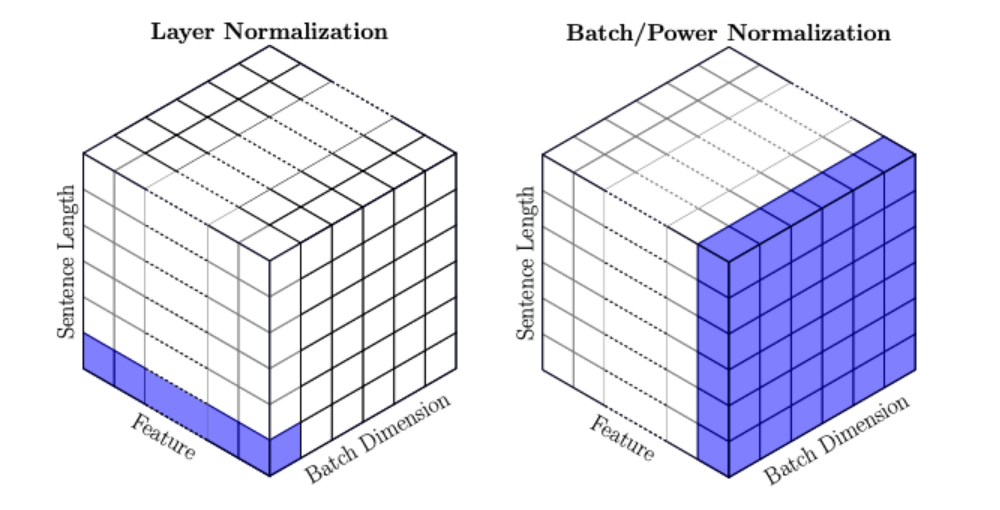 Layer Normalization
Sentence Length
Feature
Batch Dimension
Batch/Power Normalization
Sentence Length
Feature
Batch Dimension